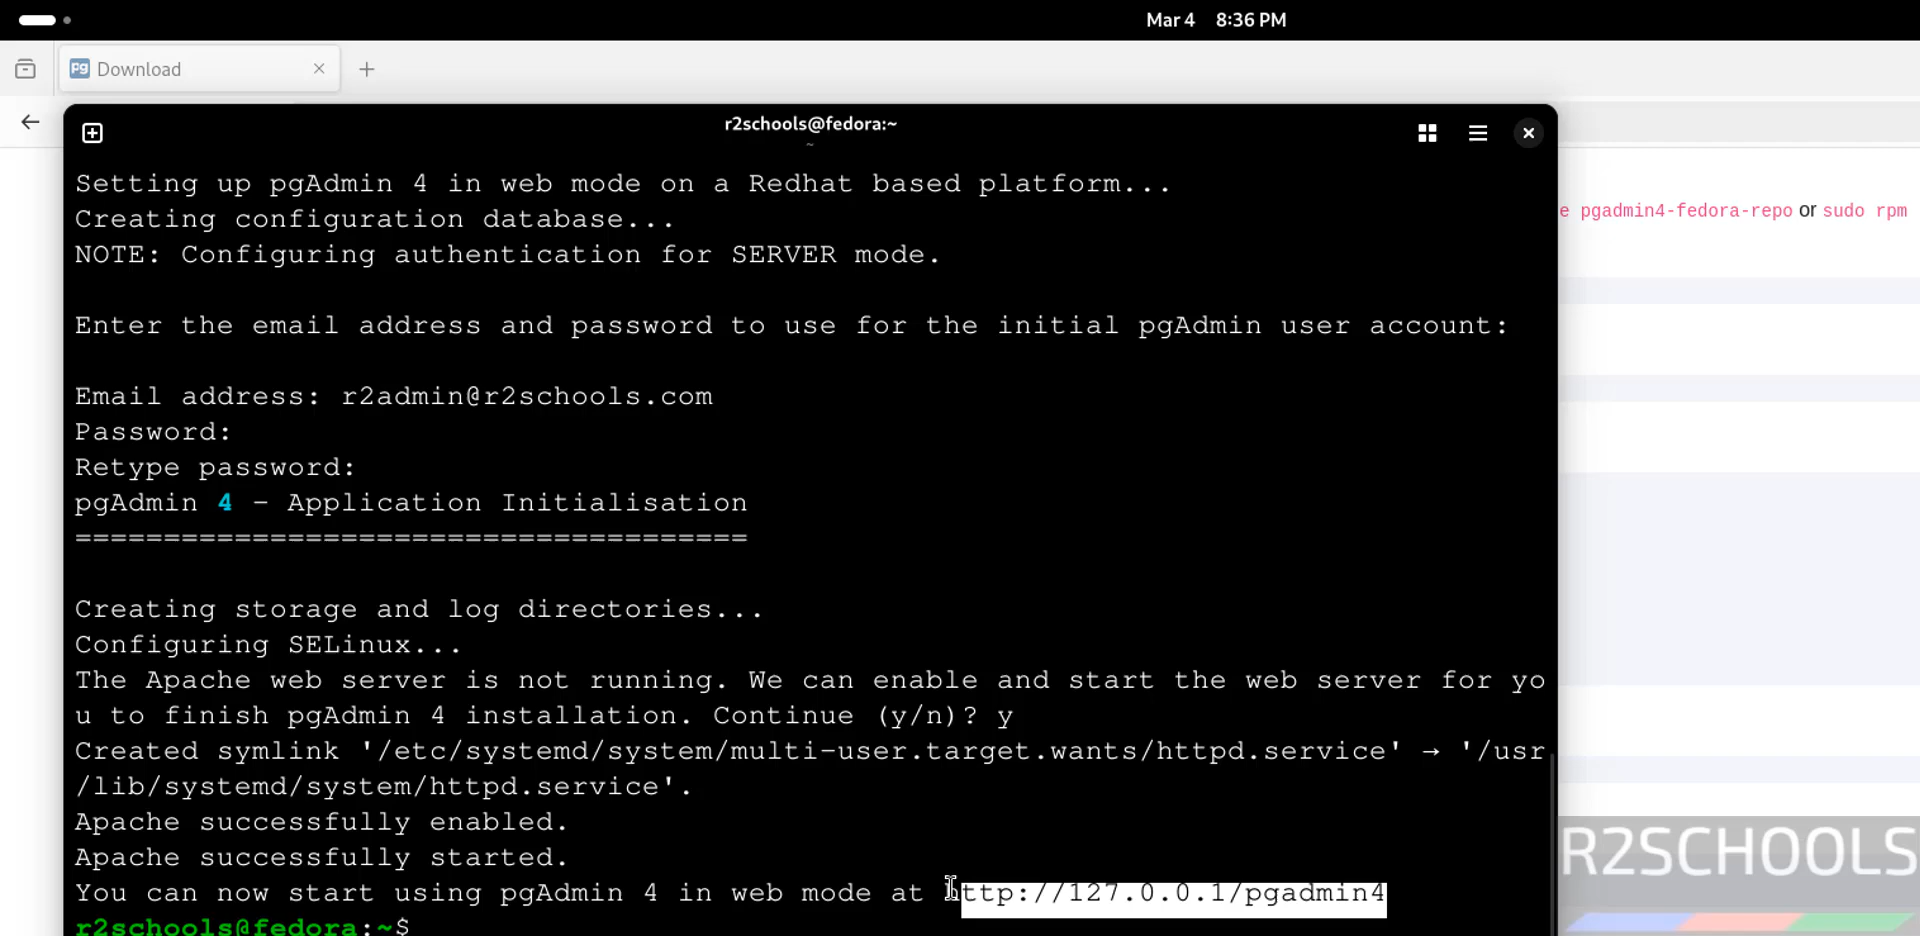 Mar 4 8:36 PM
Download
r2schools@fedora:~
~
Setting up pgAdmin 4 in web mode on a Redhat based platform...
Creating configuration database...
NOTE: Configuring authentication for SERVER mode.
e pgadmin4-fedora-repo or sudo rpm
Enter the email address and password to use for the initial pgAdmin user account:
Email address: r2admin@r2schools.com
Password:
Retype password:
pgAdmin 4 - Application Initialisation
======================================
Creating storage and log directories...
Configuring SELinux...
The Apache web server is not running. We can enable and start the web server for yo
u to finish pgAdmin 4 installation. Continue (y/n)? y
Created symlink '/etc/systemd/system/multi-user.target.wants/httpd.service' → '/usr
/lib/systemd/system/httpd.service'.
Apache successfully enabled.
Apache successfully started.
You can now start using pgAdmin 4 in web mode at http://127.0.0.1/pgadmin4
r2schools@fedora:~$
R2SCHOOLS